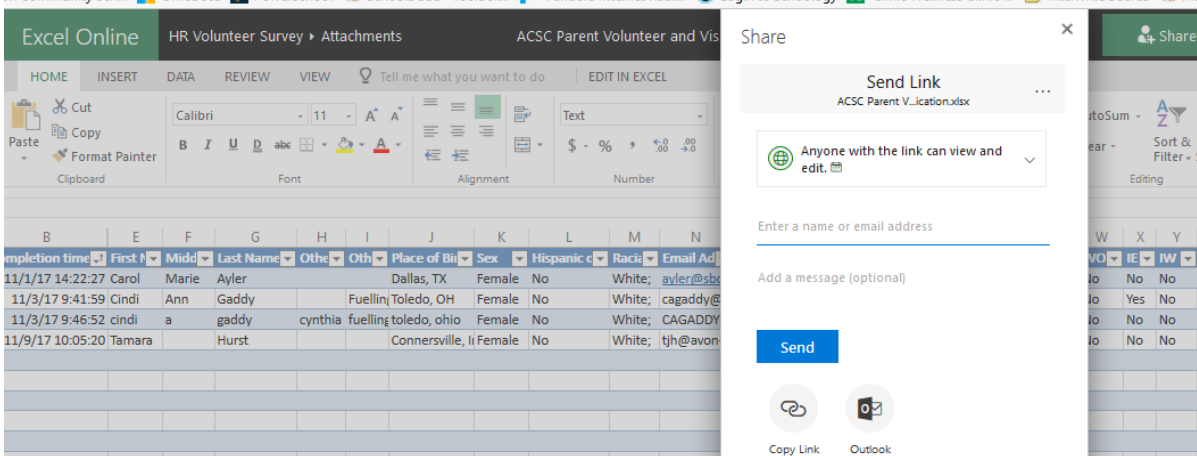 Excel Online HR Volunteer Survey ▸ Attachments ACSC Parent Volunteer and Vis
Share
Share
HOME INSERT DATA REVIEW VIEW Tell me what you want to do EDIT IN EXCEL
Cut
Copy
Paste
Format Painter
Clipboard
Calibri 11 A A
B I U D abc A
Font
Alignment
Text
$ % , .00 .0
Number
utoSum
ear
Sort &
Filter
Editing
Send Link
ACSC Parent V...ication.xlsx
...
Anyone with the link can view and
edit.
Enter a name or email address
Add a message (optional)
Send
Copy Link Outlook
B E F G H I J K L M N W X Y
mpletion time First N Midd Last Name Othe Oth Place of Bir Sex Hispanic o Racia Email Ad VO IE IW
11/1/17 14:22:27 Carol Marie Ayler Dallas, TX Female No White; ayler@sbc No No No
11/3/17 9:41:59 Cindi Ann Gaddy Fuelling Toledo, OH Female No White; cagaddy@ No Yes No
11/3/17 9:46:52 cindi a gaddy cynthia fuelling toledo, ohio Female No White; CAGADDY No No No
11/9/17 10:05:20 Tamara Hurst Connersville, I Female No White; tjh@avon No No No